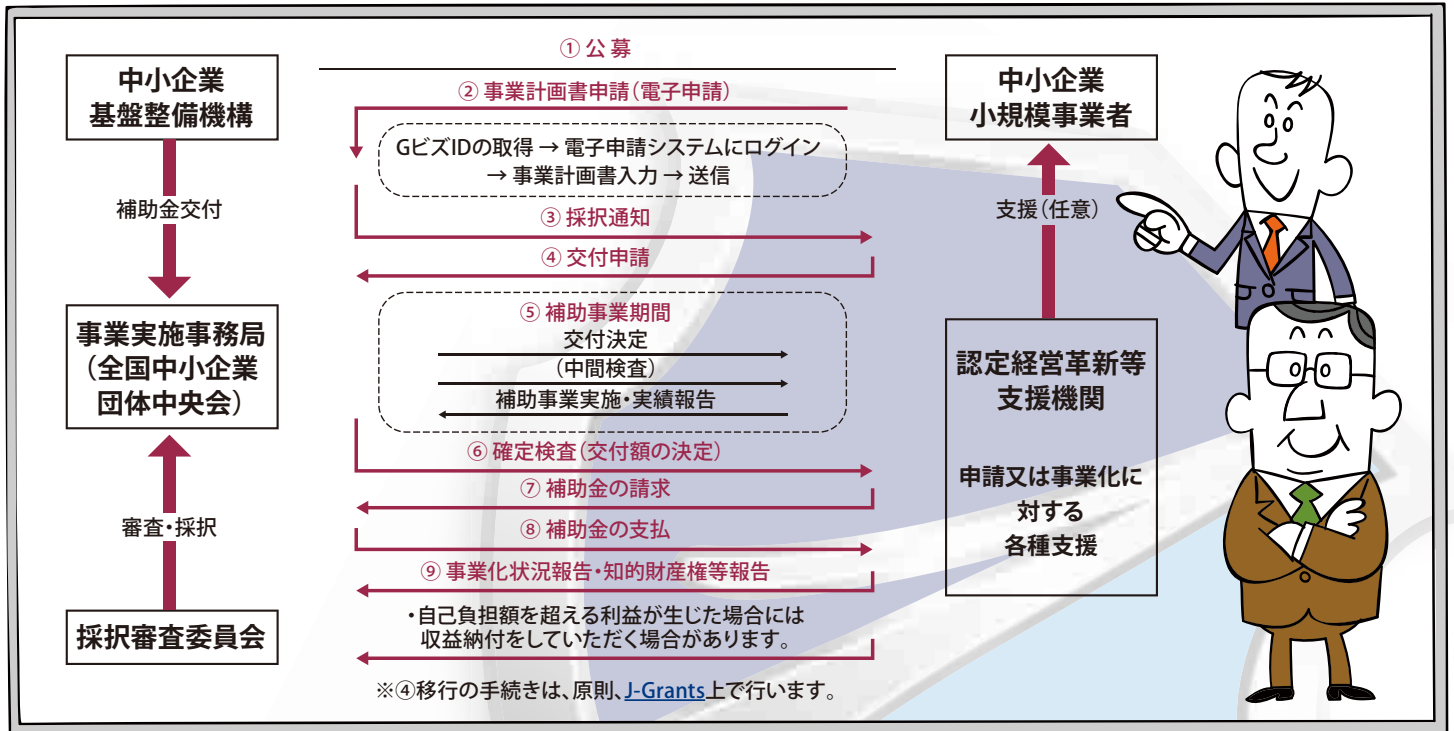 中小企業
基盤整備機構
補助金交付
事業実施事務局
(全国中小企業
団体中央会)
審査・採択
採択審査委員会
① 公 募
② 事業計画書申請(電子申請)
GビズIDの取得 → 電子申請システムにログイン
→ 事業計画書入力 → 送信
③ 採択通知
④ 交付申請
⑤ 補助事業期間
交付決定
(中間検査)
補助事業実施・実績報告
⑥ 確定検査(交付額の決定)
⑦ 補助金の請求
⑧ 補助金の支払
⑨ 事業化状況報告・知的財産権等報告
・自己負担額を超える利益が生じた場合には
収益納付をしていただく場合があります。
※④移行の手続きは、原則、J-Grants上で行います。
中小企業
小規模事業者
支援(任意)
認定経営革新等
支援機関
申請又は事業化に
対する
各種支援